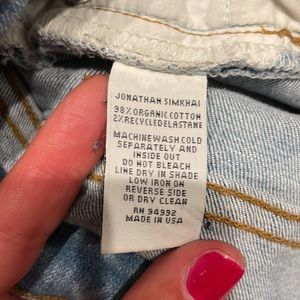 JONATHAN SIMKHAI
98% ORGANIC COTTON
2% RECYCLED ELASTANE
MACHINE WASH COLD
SEPARATELY AND
INSIDE OUT
DO NOT BLEACH
LINE DRY IN SHADE
LOW IRON ON
REVERSE SIDE
OR DRY CLEAN
RN 94992
MADE IN USA